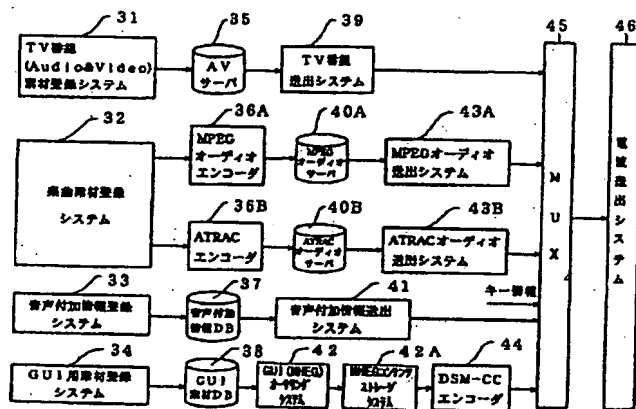 31
35
39
45
46
TV番組
(Audio&Video)
素材登録システム
AV
サーバ
TV番組
送出システム
32
36A
40A
43A
楽曲素材登録
システム
MPEG
オーディオ
エンコーダ
MPEG
オーディオサーバ
MPEGオーディオ
送出システム
36B
40B
43B
ATRAC
エンコーダ
ATRAC
オーディオサーバ
ATRACオーディオ
送出システム
MUX
電波送出システム
キー情報
33
37
41
音声付加情報登録
システム
音声付加
情報DB
音声付加情報送出
システム
34
38
42
42A
44
GUI用素材登録
システム
GUI
素材DB
GUI(MHEG)
オーサリング
システム
MHEGコンテンツ
ストレージ
システム
DSM-CC
エンコーダ